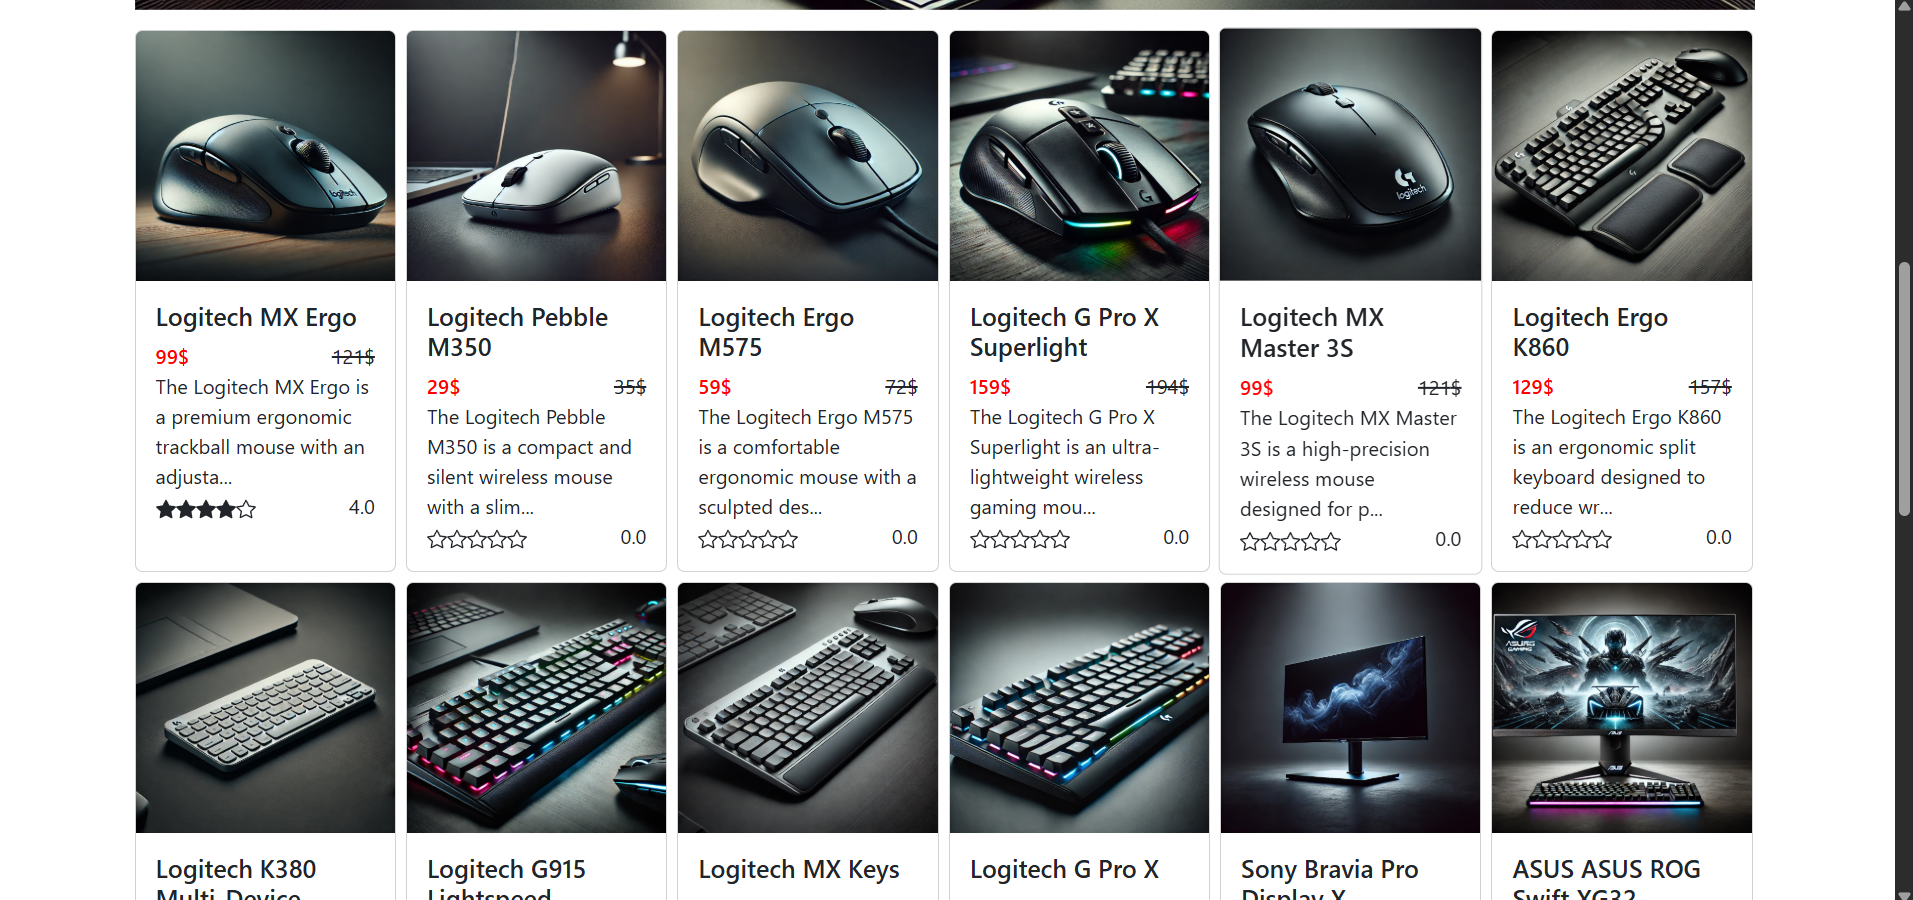 logitech
logitech
Logitech MX Ergo
99$ 121$
The Logitech MX Ergo is
a premium ergonomic
trackball mouse with an
adjusta...
4.0
Logitech Pebble
M350
29$ 35$
The Logitech Pebble
M350 is a compact and
silent wireless mouse
with a slim...
0.0
Logitech Ergo
M575
59$ 72$
The Logitech Ergo M575
is a comfortable
ergonomic mouse with a
sculpted des...
0.0
Logitech G Pro X
Superlight
159$ 194$
The Logitech G Pro X
Superlight is an ultra-
lightweight wireless
gaming mou...
0.0
Logitech MX
Master 3S
99$ 121$
The Logitech MX Master
3S is a high-precision
wireless mouse
designed for p...
0.0
Logitech Ergo
K860
129$ 157$
The Logitech Ergo K860
is an ergonomic split
keyboard designed to
reduce wr...
0.0
GAMING
Logitech K380
Multi-Device
Logitech G915
Lightspeed
Logitech MX Keys
Logitech G Pro X
Sony Bravia Pro
Display X
ASUS ASUS ROG
Swift XG32